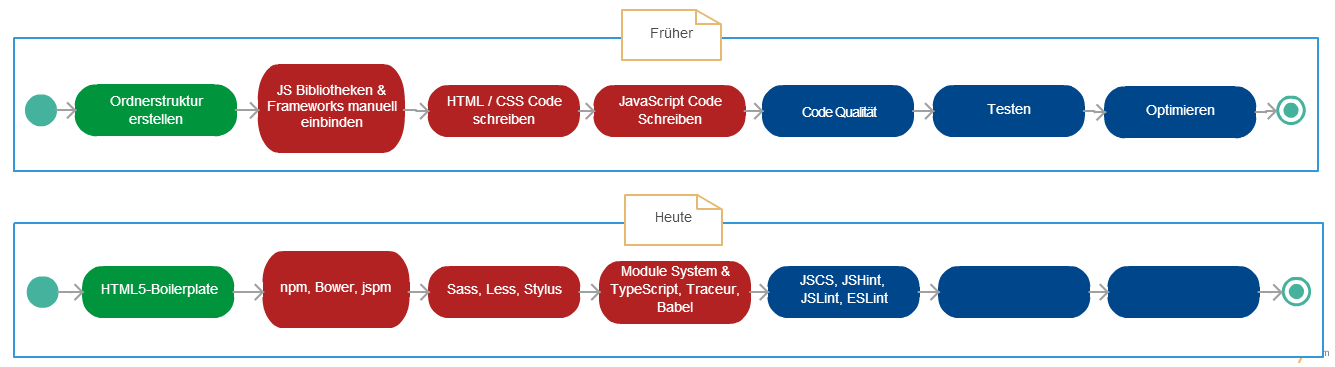 Früher
Ordnerstruktur
erstellen
JS Bibliotheken &
Frameworks manuell
einbinden
HTML / CSS Code
schreiben
JavaScript Code
Schreiben
Code Qualität
Testen
Optimieren
Heute
HTML5-Boilerplate
npm, Bower, jspm
Sass, Less, Stylus
Module System &
TypeScript, Traceur,
Babel
JSCS, JSHint,
JSLint, ESLint